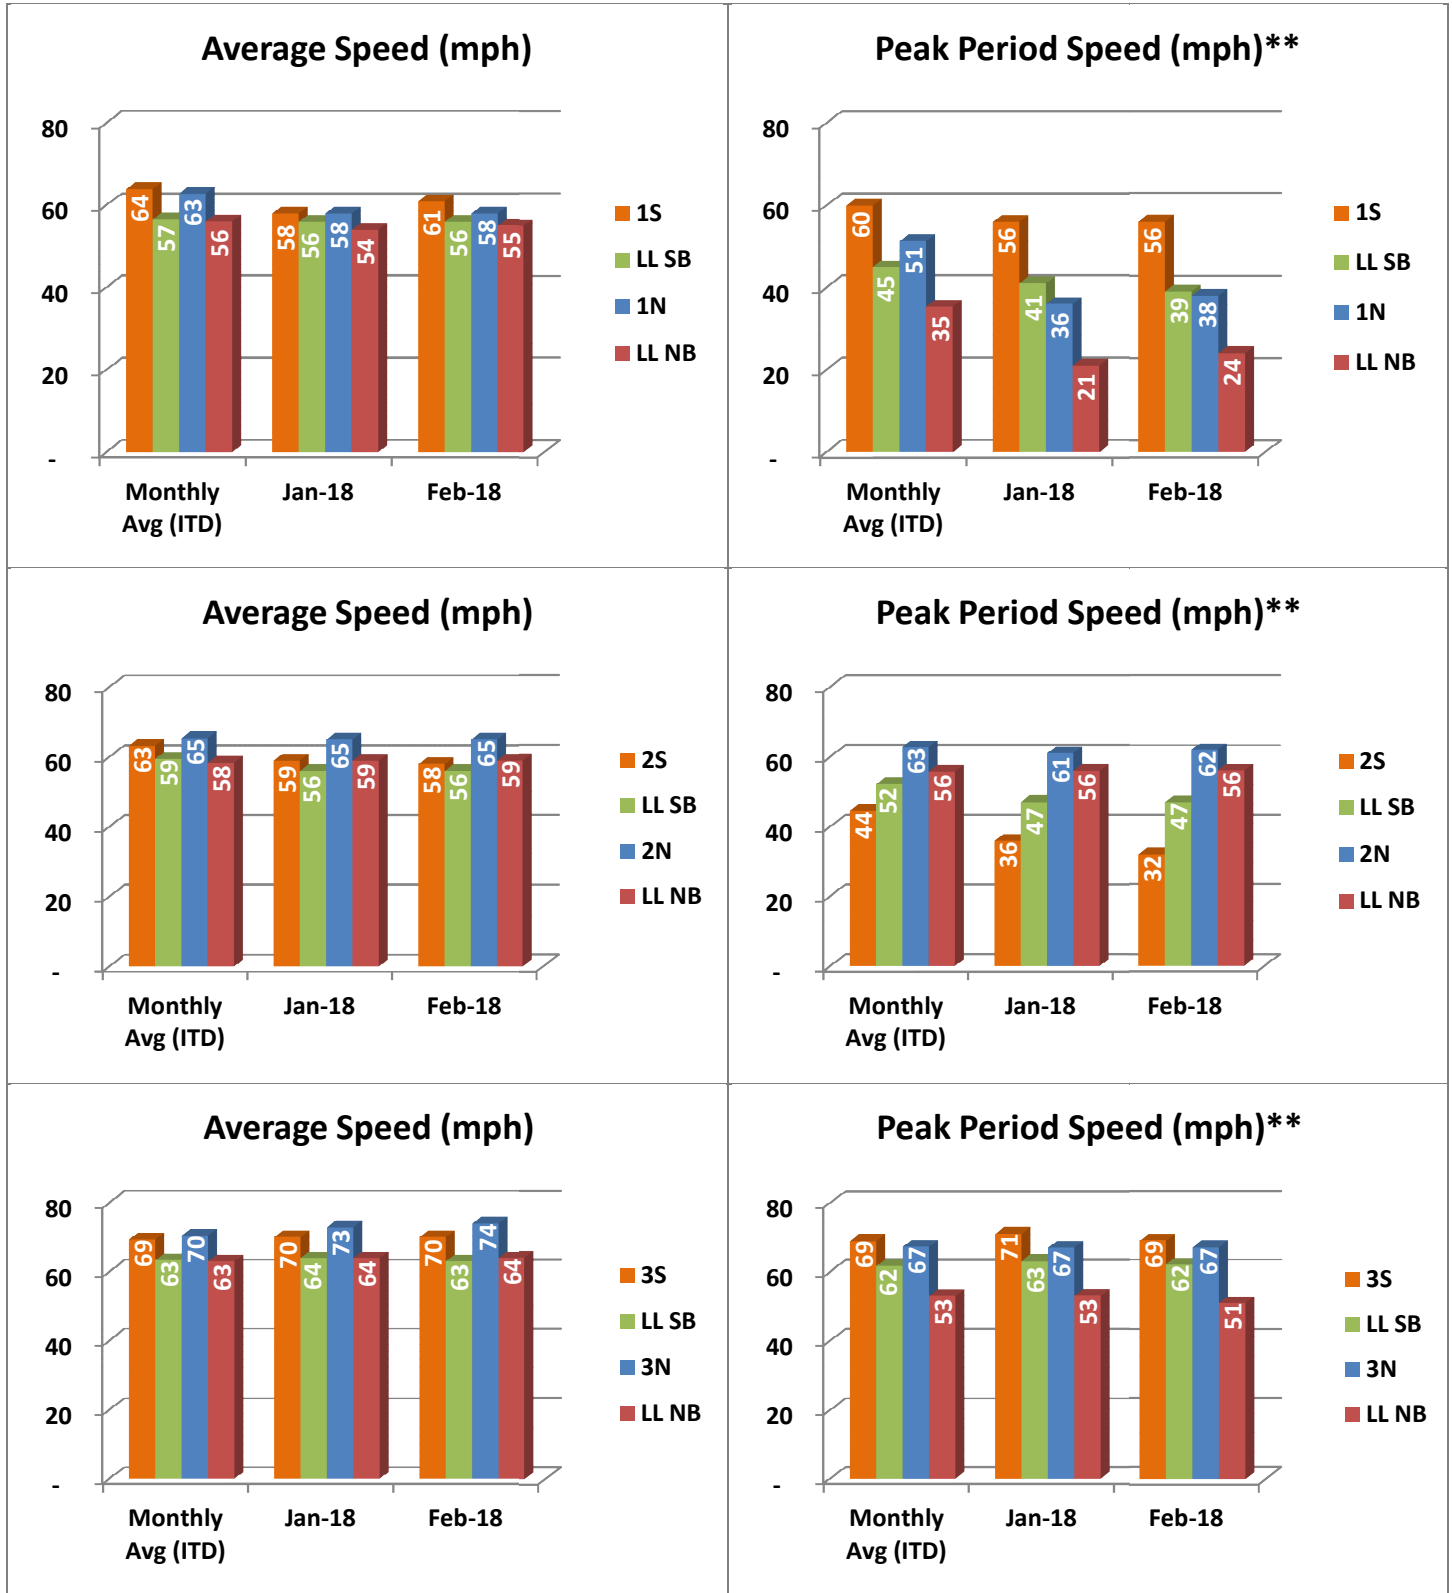 Average Speed (mph)
80
60
40
20
-
64
57
63
56
58
56
58
54
61
56
58
55
Monthly
Avg (ITD)
Jan-18
Feb-18
1S
LL SB
1N
LL NB
Peak Period Speed (mph)**
80
60
40
20
-
60
45
51
35
56
41
36
21
56
39
38
24
Monthly
Avg (ITD)
Jan-18
Feb-18
1S
LL SB
1N
LL NB
Average Speed (mph)
80
60
40
20
-
63
59
65
58
59
56
65
59
58
56
65
59
Monthly
Avg (ITD)
Jan-18
Feb-18
2S
LL SB
2N
LL NB
Peak Period Speed (mph)**
80
60
40
20
-
44
52
63
56
36
47
61
56
32
47
62
56
Monthly
Avg (ITD)
Jan-18
Feb-18
2S
LL SB
2N
LL NB
Average Speed (mph)
80
60
40
20
-
69
63
70
63
70
64
73
64
70
63
74
64
Monthly
Avg (ITD)
Jan-18
Feb-18
3S
LL SB
3N
LL NB
Peak Period Speed (mph)**
80
60
40
20
-
69
62
67
53
71
63
67
53
69
62
67
51
Monthly
Avg (ITD)
Jan-18
Feb-18
3S
LL SB
3N
LL NB